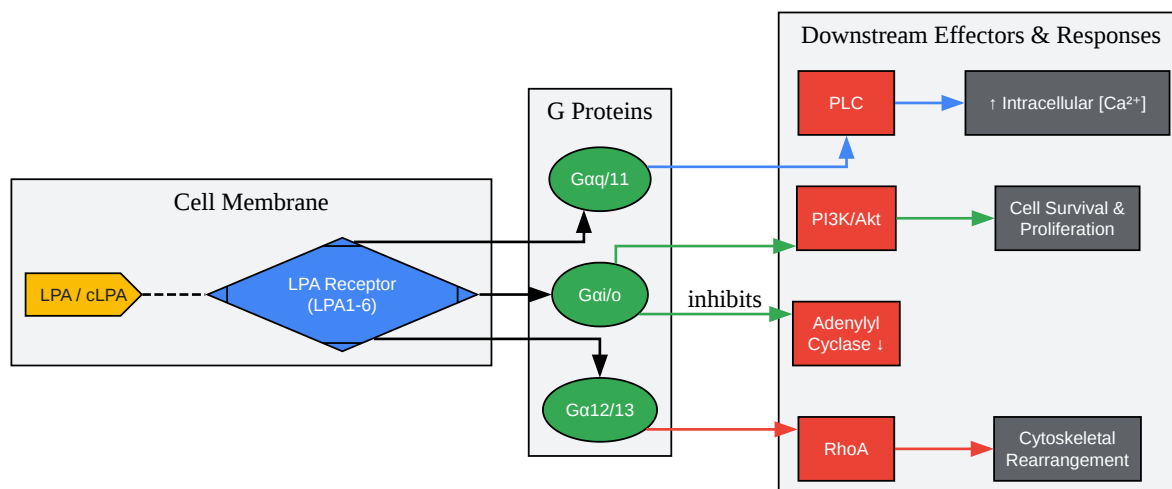 Downstream Effectors & Responses
PLC
↑ Intracellular [Ca²⁺]
G Proteins
Gαq/11
Cell Membrane
PI3K/Akt
Cell Survival &
Proliferation
LPA / cLPA
LPA Receptor
(LPA1-6)
Gαi/o
inhibits
Adenylyl
Cyclase ↓
Gα12/13
RhoA
Cytoskeletal
Rearrangement